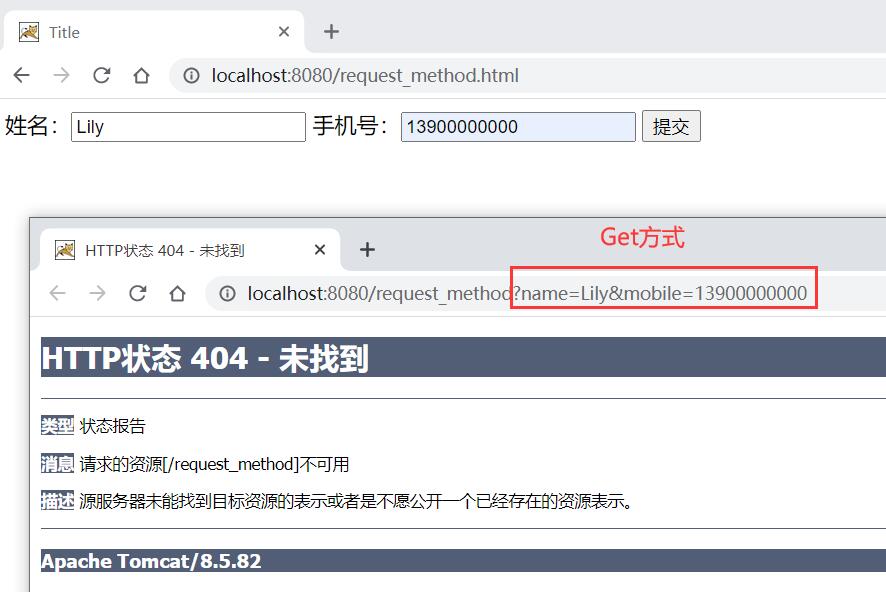 Title
localhost:8080/request_method.html
姓名： Lily 手机号： 13900000000 提交
HTTP状态 404 - 未找到
Get方式
localhost:8080/request_method?name=Lily&mobile=13900000000
HTTP状态 404 - 未找到
类型 状态报告
消息 请求的资源[/request_method]不可用
描述 源服务器未能找到目标资源的表示或者是不愿公开一个已经存在的资源表示。
Apache Tomcat/8.5.82